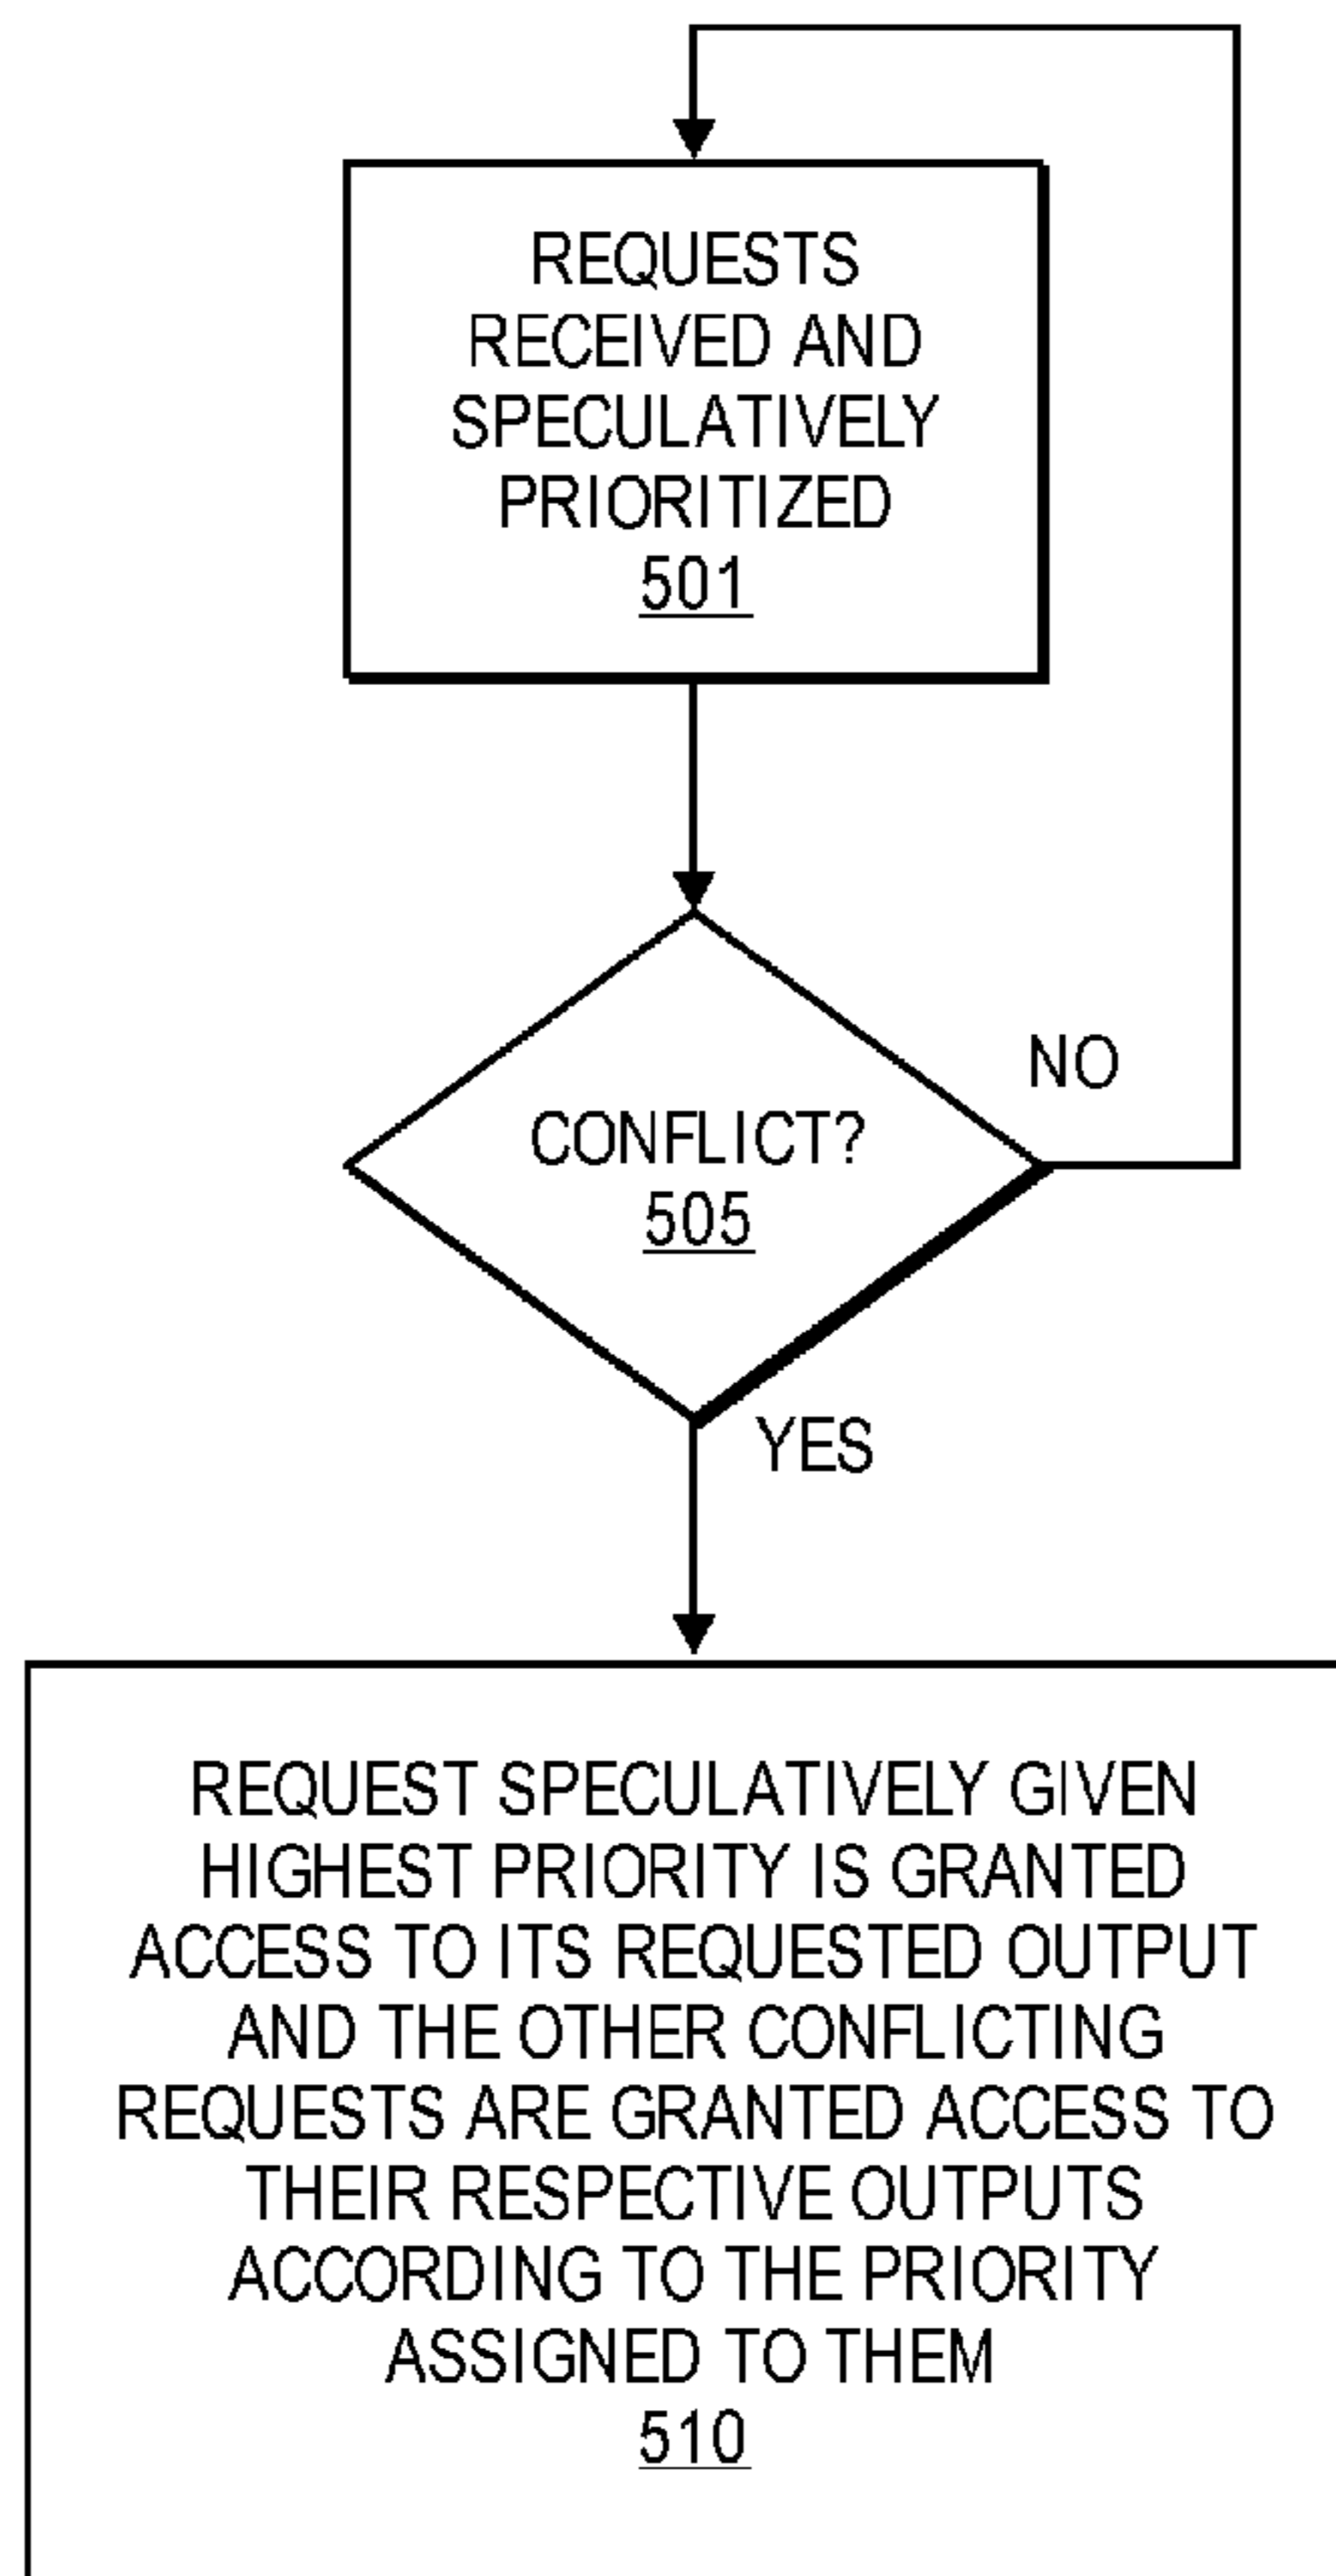 REQUESTS
RECEIVED AND
SPECULATIVELY
PRIORITIZED
501
NO
CONFLICT?
505
YES
REQUEST SPECULATIVELY GIVEN
HIGHEST PRIORITY IS GRANTED
ACCESS TO ITS REQUESTED OUTPUT
AND THE OTHER CONFLICTING
REQUESTS ARE GRANTED ACCESS TO
THEIR RESPECTIVE OUTPUTS
ACCORDING TO THE PRIORITY
ASSIGNED TO THEM
510